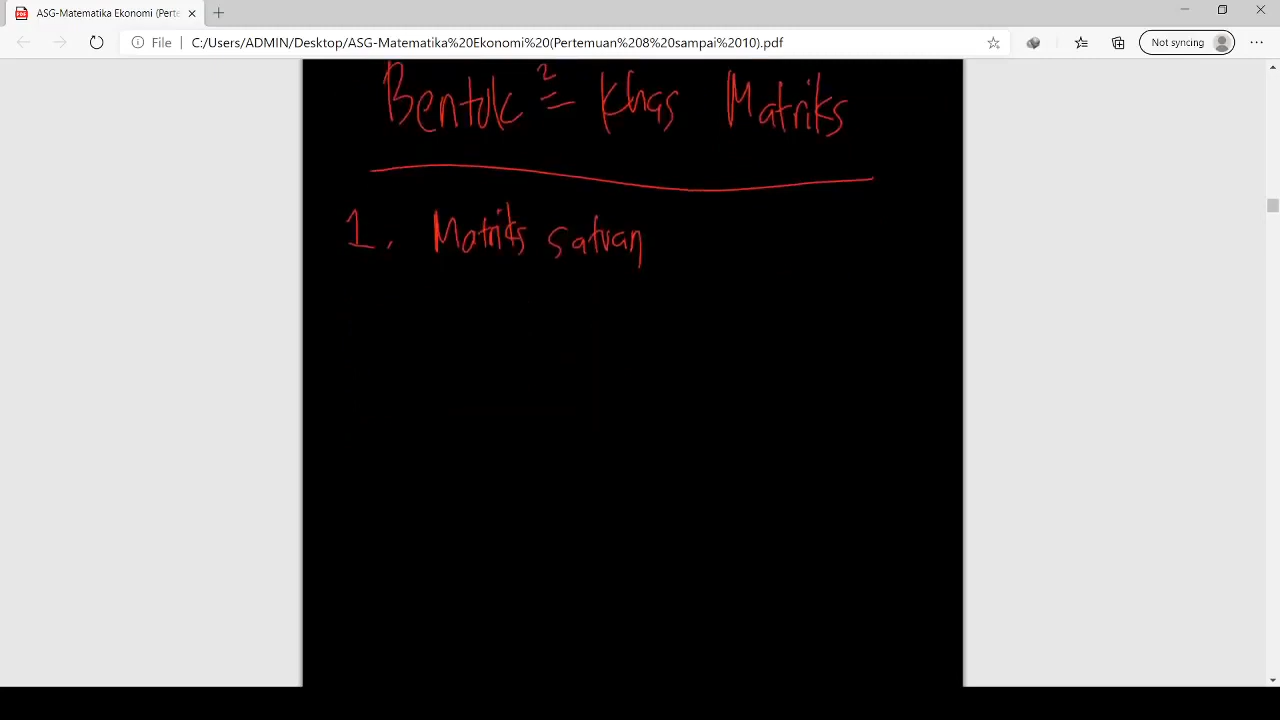 ASG-Matematika Ekonomi (Perte
File
C:/Users/ADMIN/Desktop/ASG-Matematika%20Ekonomi%20(Pertemuan%208%20sampai%2010).pdf
Not syncing
Bentuk² = Khas Matriks
1. Matriks satuan